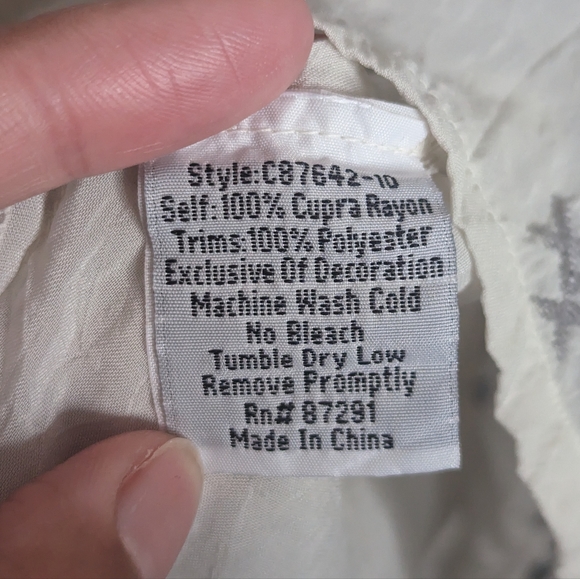 Style:C87642-10
Self:100% Cupra Rayon
Trims:100% Polyester
Exclusive Of Decoration
Machine Wash Cold
No Bleach
Tumble Dry Low
Remove Promptly
Rn# 87291
Made In China